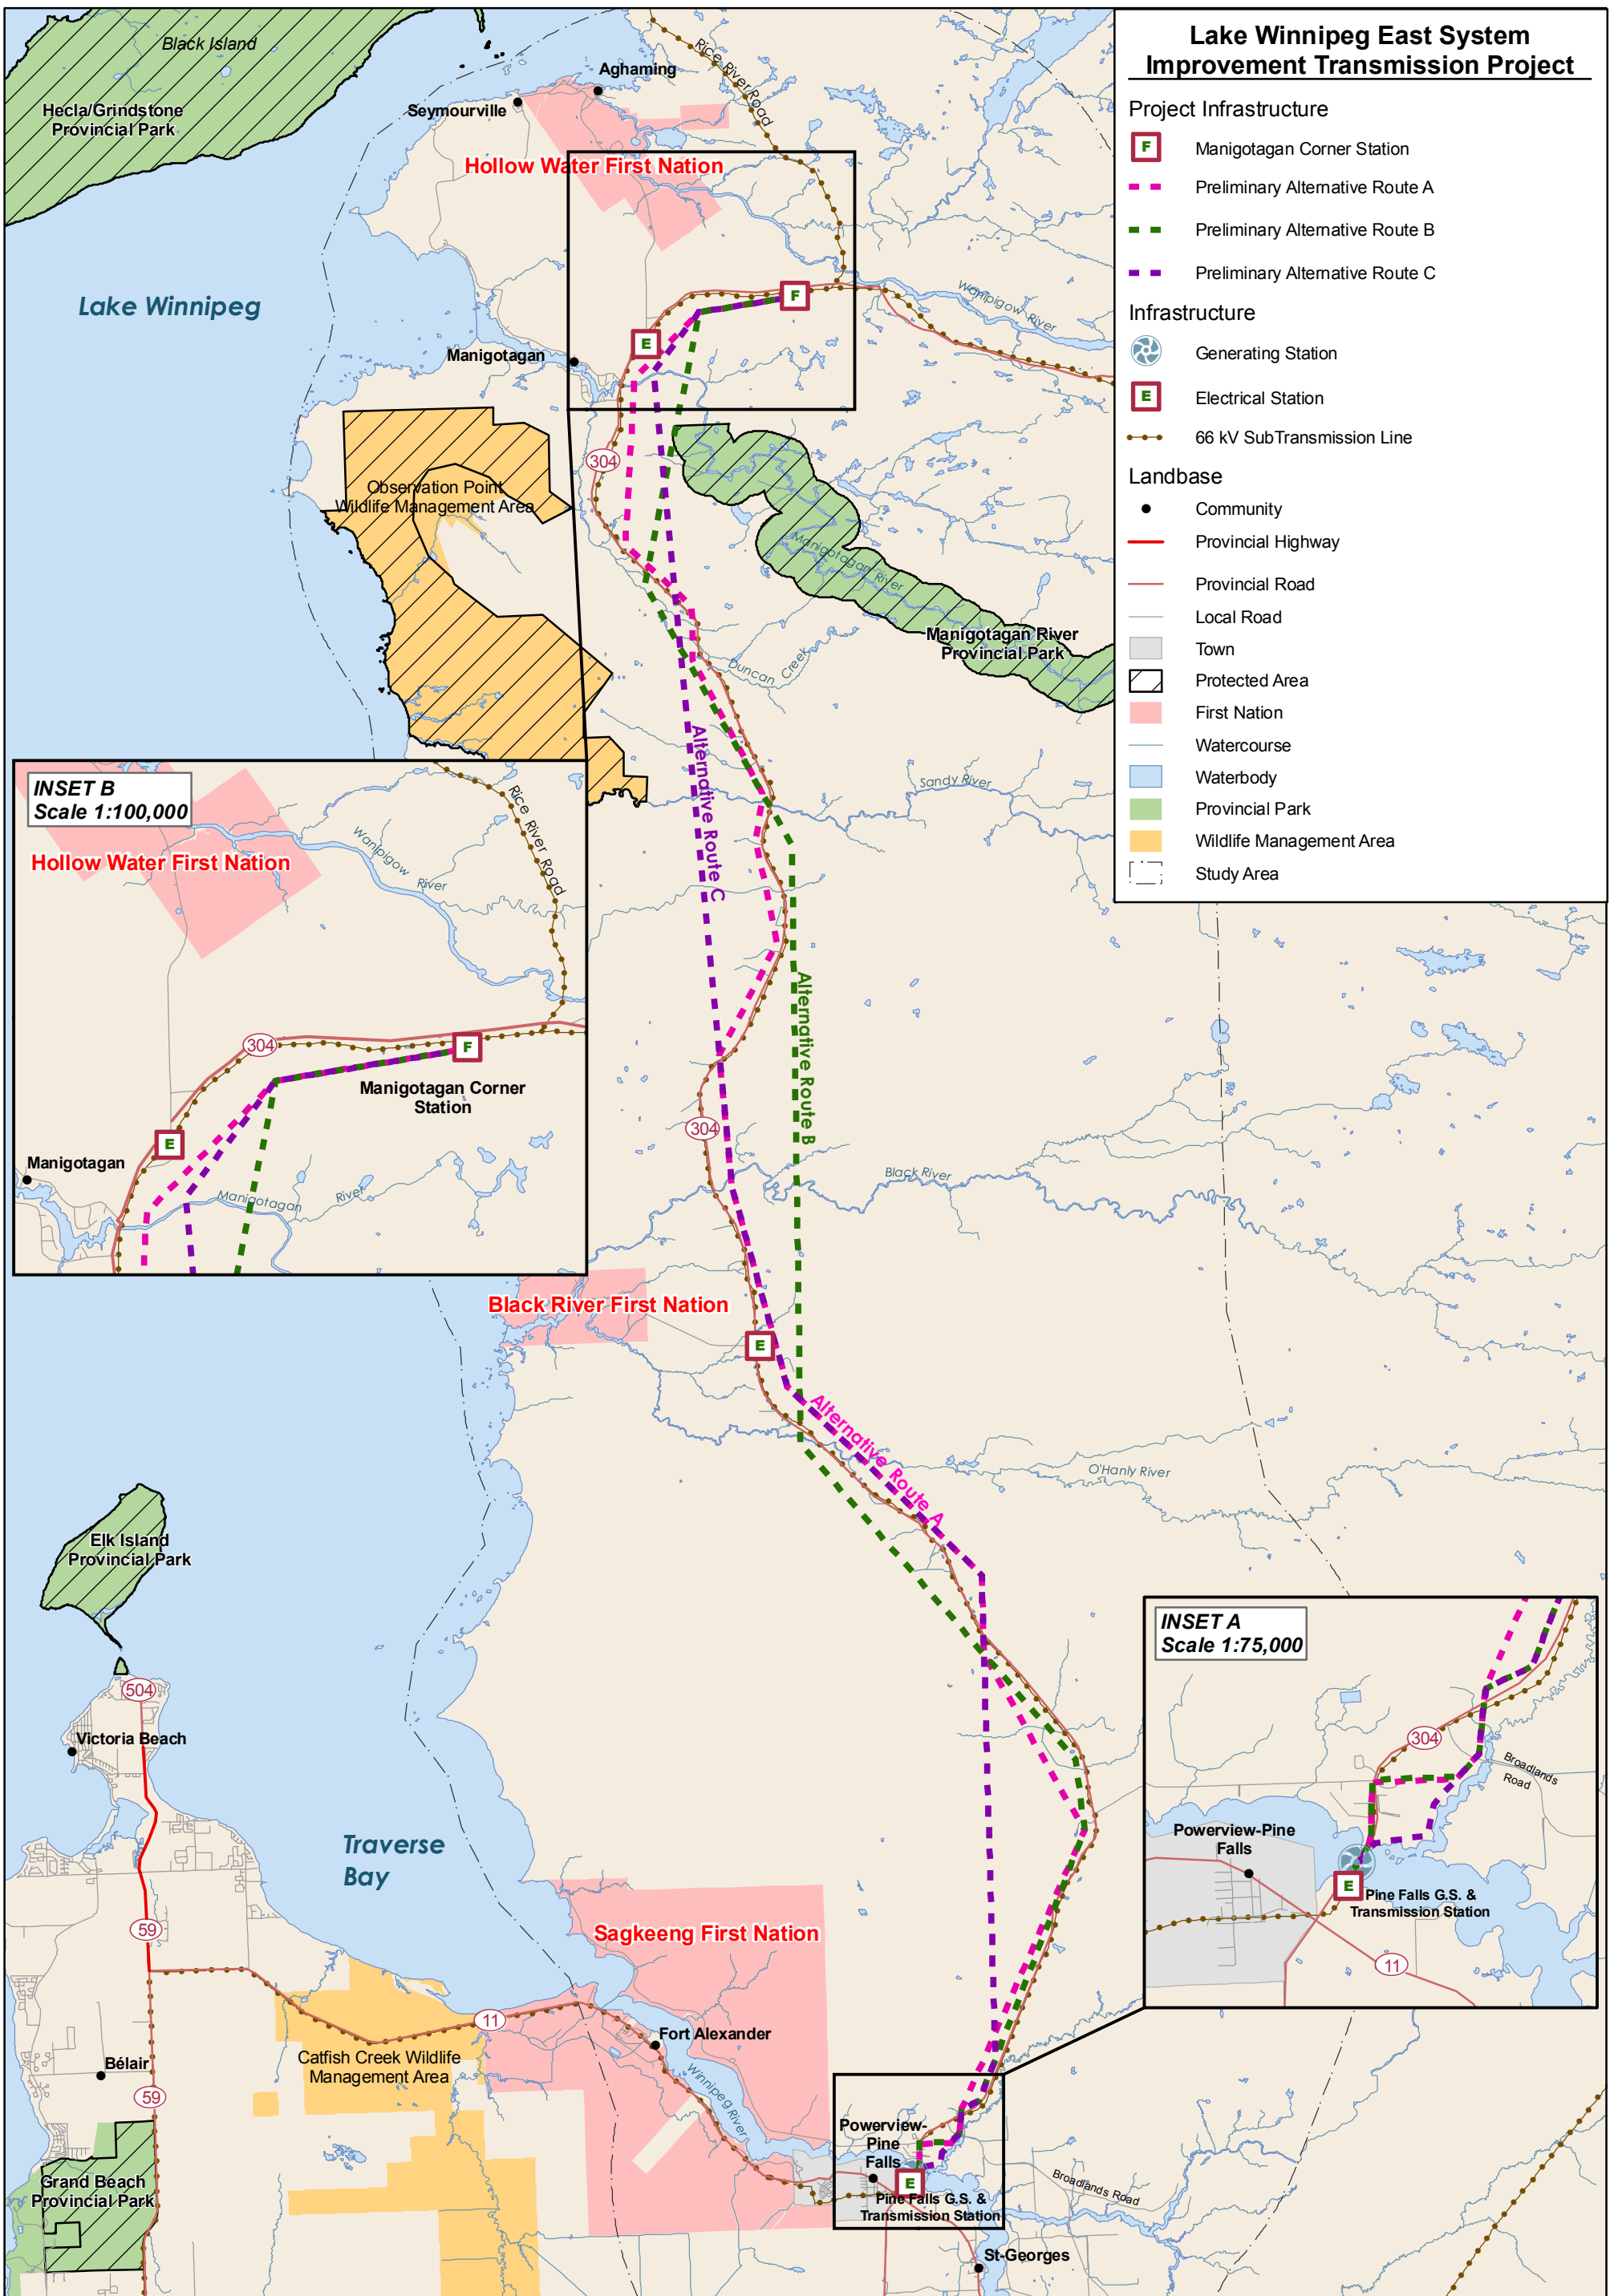 Lake Winnipeg East System
Improvement Transmission Project
Project Infrastructure
F
Manigotagan Corner Station
Preliminary Alternative Route A
Preliminary Alternative Route B
Preliminary Alternative Route C
Infrastructure
Generating Station
E
Electrical Station
66 kV SubTransmission Line
Landbase
Community
Provincial Highway
Provincial Road
Local Road
Town
Protected Area
First Nation
Watercourse
Waterbody
Provincial Park
Wildlife Management Area
Study Area
Black Island
Hecla/Grindstone
Provincial Park
Aghaming
Seymourville
Rice River Road
Hollow Water First Nation
Lake Winnipeg
Wanipigow River
F
E
Manigotagan
304
Observation Point
Wildlife Management Area
Manigotagan River
Manigotagan River
Provincial Park
Duncan Creek
Alternative Route C
Sandy River
INSET B
Scale 1:100,000
Hollow Water First Nation
Wanipigow
River
Rice River Road
304
F
Manigotagan Corner
Station
E
Manigotagan
Manigotagan
River
Alternative Route B
304
Black River
Black River First Nation
E
Alternative Route A
O'Hanly River
Elk Island
Provincial Park
504
Victoria Beach
Traverse
Bay
59
INSET A
Scale 1:75,000
304
Broadlands
Road
Powerview-Pine
Falls
E
Pine Falls G.S. &
Transmission Station
11
Sagkeeng First Nation
11
Fort Alexander
Catfish Creek Wildlife
Management Area
Winnipeg River
Bélair
59
Grand Beach
Provincial Park
Powerview-
Pine
Falls
E
Pine Falls G.S. &
Transmission Station
Broadlands Road
St-Georges